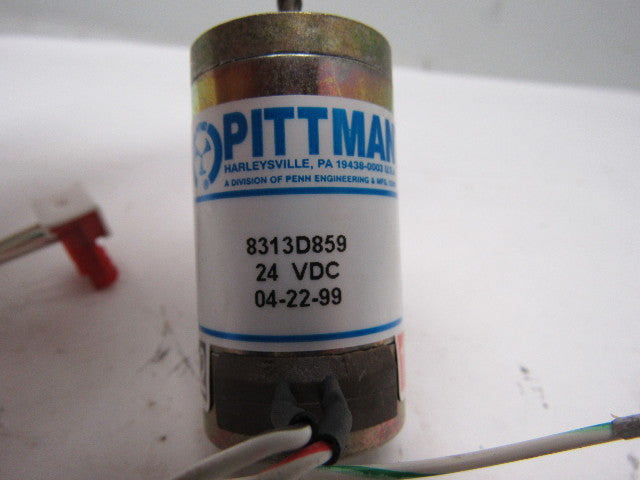 PITTMAN
HARLEYSVILLE, PA 19438-0003 U.S.A.
A DIVISION OF PENN ENGINEERING & MFG.
8313D859
24 VDC
04-22-99